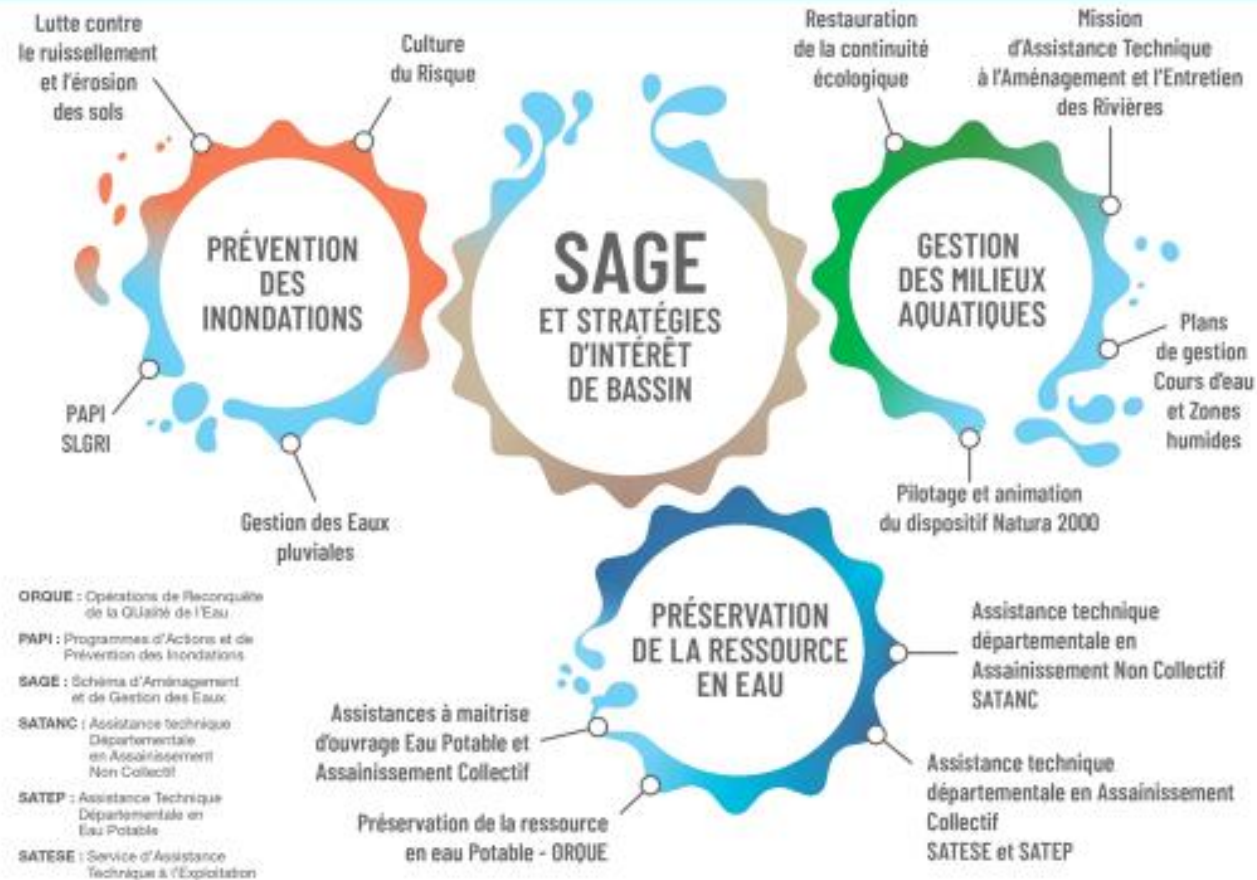 Lutte contre
le ruissellement
et l'érosion
des sols
Culture
du Risque
PRÉVENTION
DES
INONDATIONS
PAPI
SLGRI
Gestion des Eaux
pluviales
SAGE
ET STRATÉGIES
D'INTÉRÊT
DE BASSIN
Restauration
de la continuité
écologique
Mission
d'Assistance Technique
à l'Aménagement et l'Entretien
des Rivières
GESTION
DES MILIEUX
AQUATIQUES
Plans
de gestion
Cours d'eau
et Zones
humides
Pilotage et animation
du dispositif Natura 2000
PRÉSERVATION
DE LA RESSOURCE
EN EAU
Assistance technique
départementale en
Assainissement Non Collectif
SATANC
Assistance technique
départementale en Assainissement
Collectif
SATESE et SATEP
Assistances à maitrise
d'ouvrage Eau Potable et
Assainissement Collectif
Préservation de la ressource
en eau Potable - ORQUE
ORQUE : Opérations de Reconquête
de la QUalité de l'Eau
PAPI : Programmes d'Actions et de
Prévention des Inondations
SAGE : Schéma d'Aménagement
et de Gestion des Eaux
SATANC : Assistance technique
Départementale
en Assainissement
Non Collectif
SATEP : Assistance Technique
Départementale en
Eau Potable
SATESE : Service d'Assistance
Technique à l'Exploitation